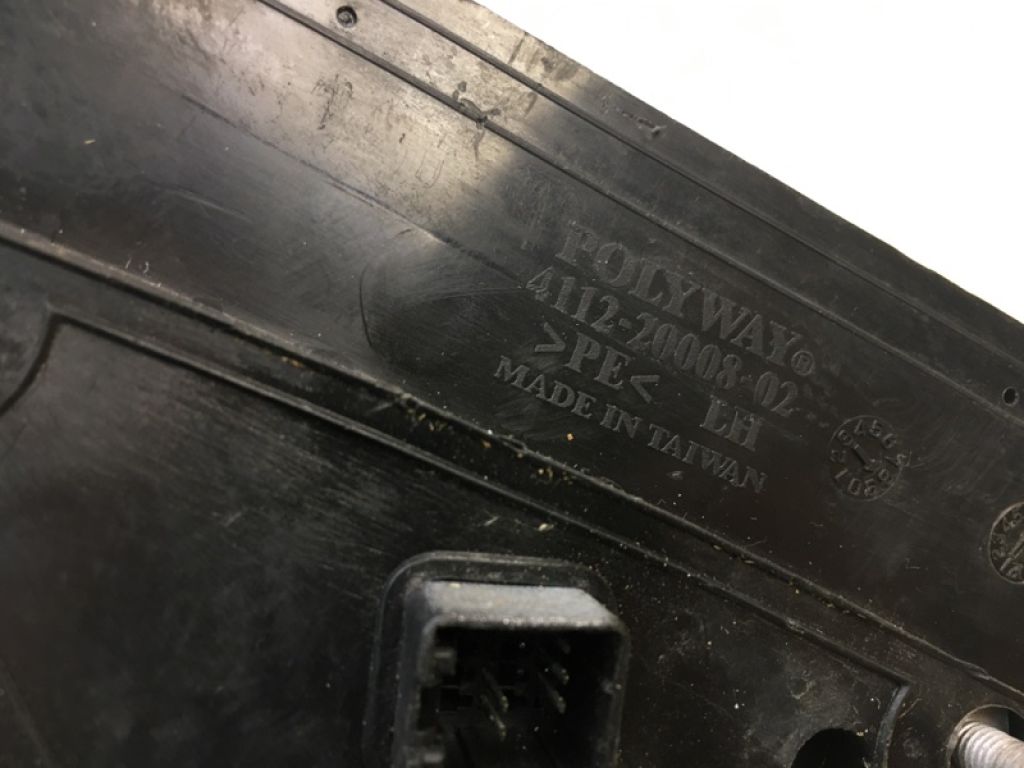 POLYWAY®
4112-20008-02
>PE< LH
MADE IN TAIWAN